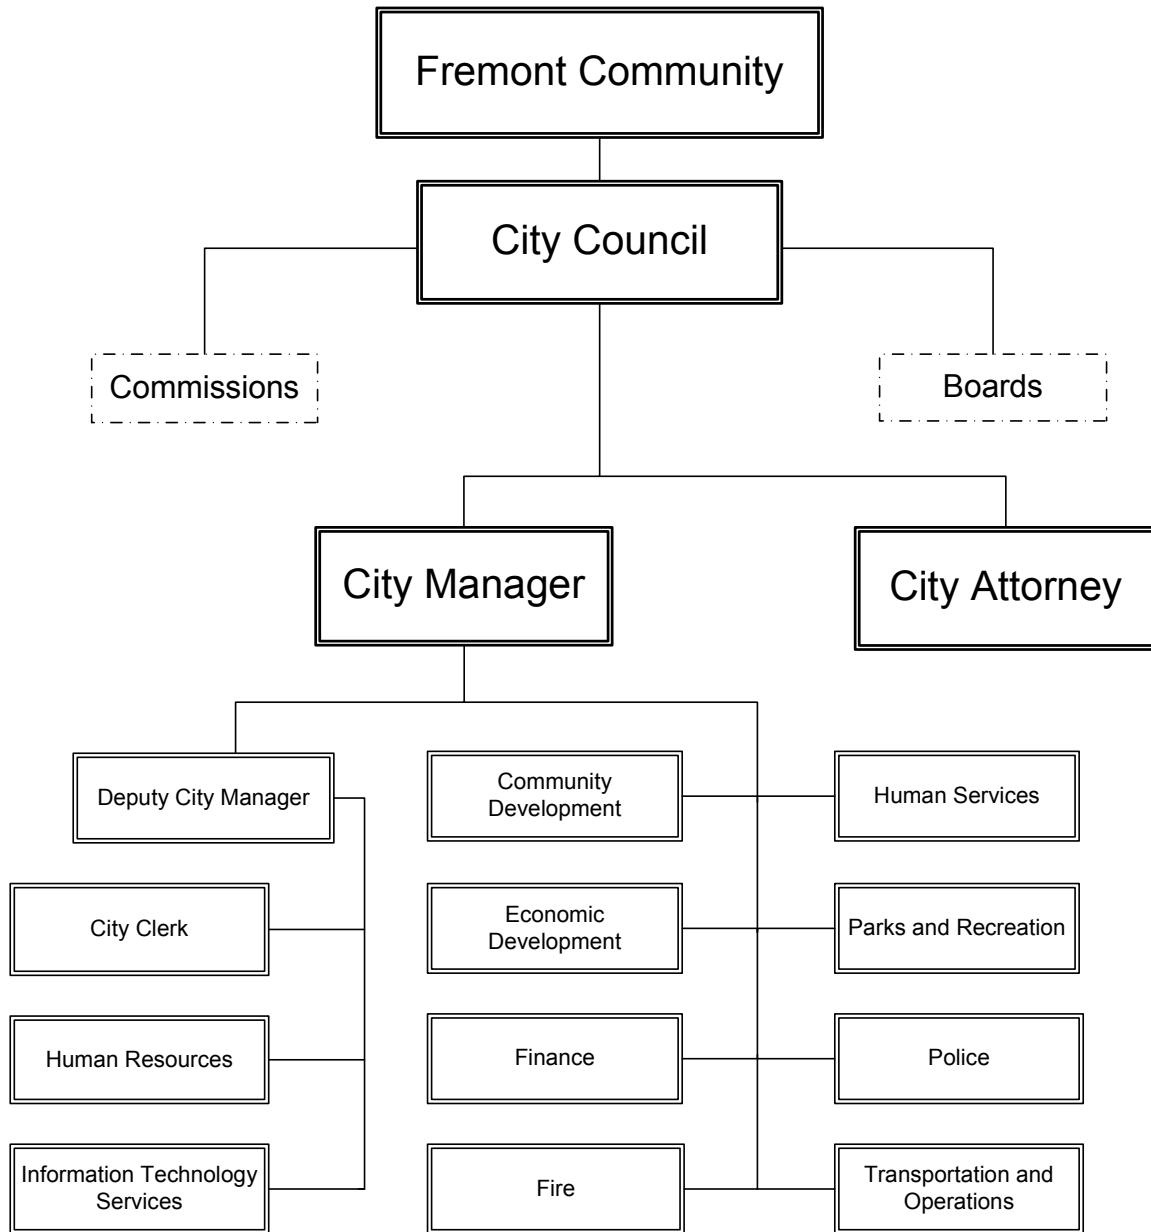 Fremont Community
City Council
Commissions
Boards
City Manager
City Attorney
Deputy City Manager
Community
Development
Human Services
City Clerk
Economic
Development
Parks and Recreation
Human Resources
Finance
Police
Information Technology
Services
Fire
Transportation and
Operations